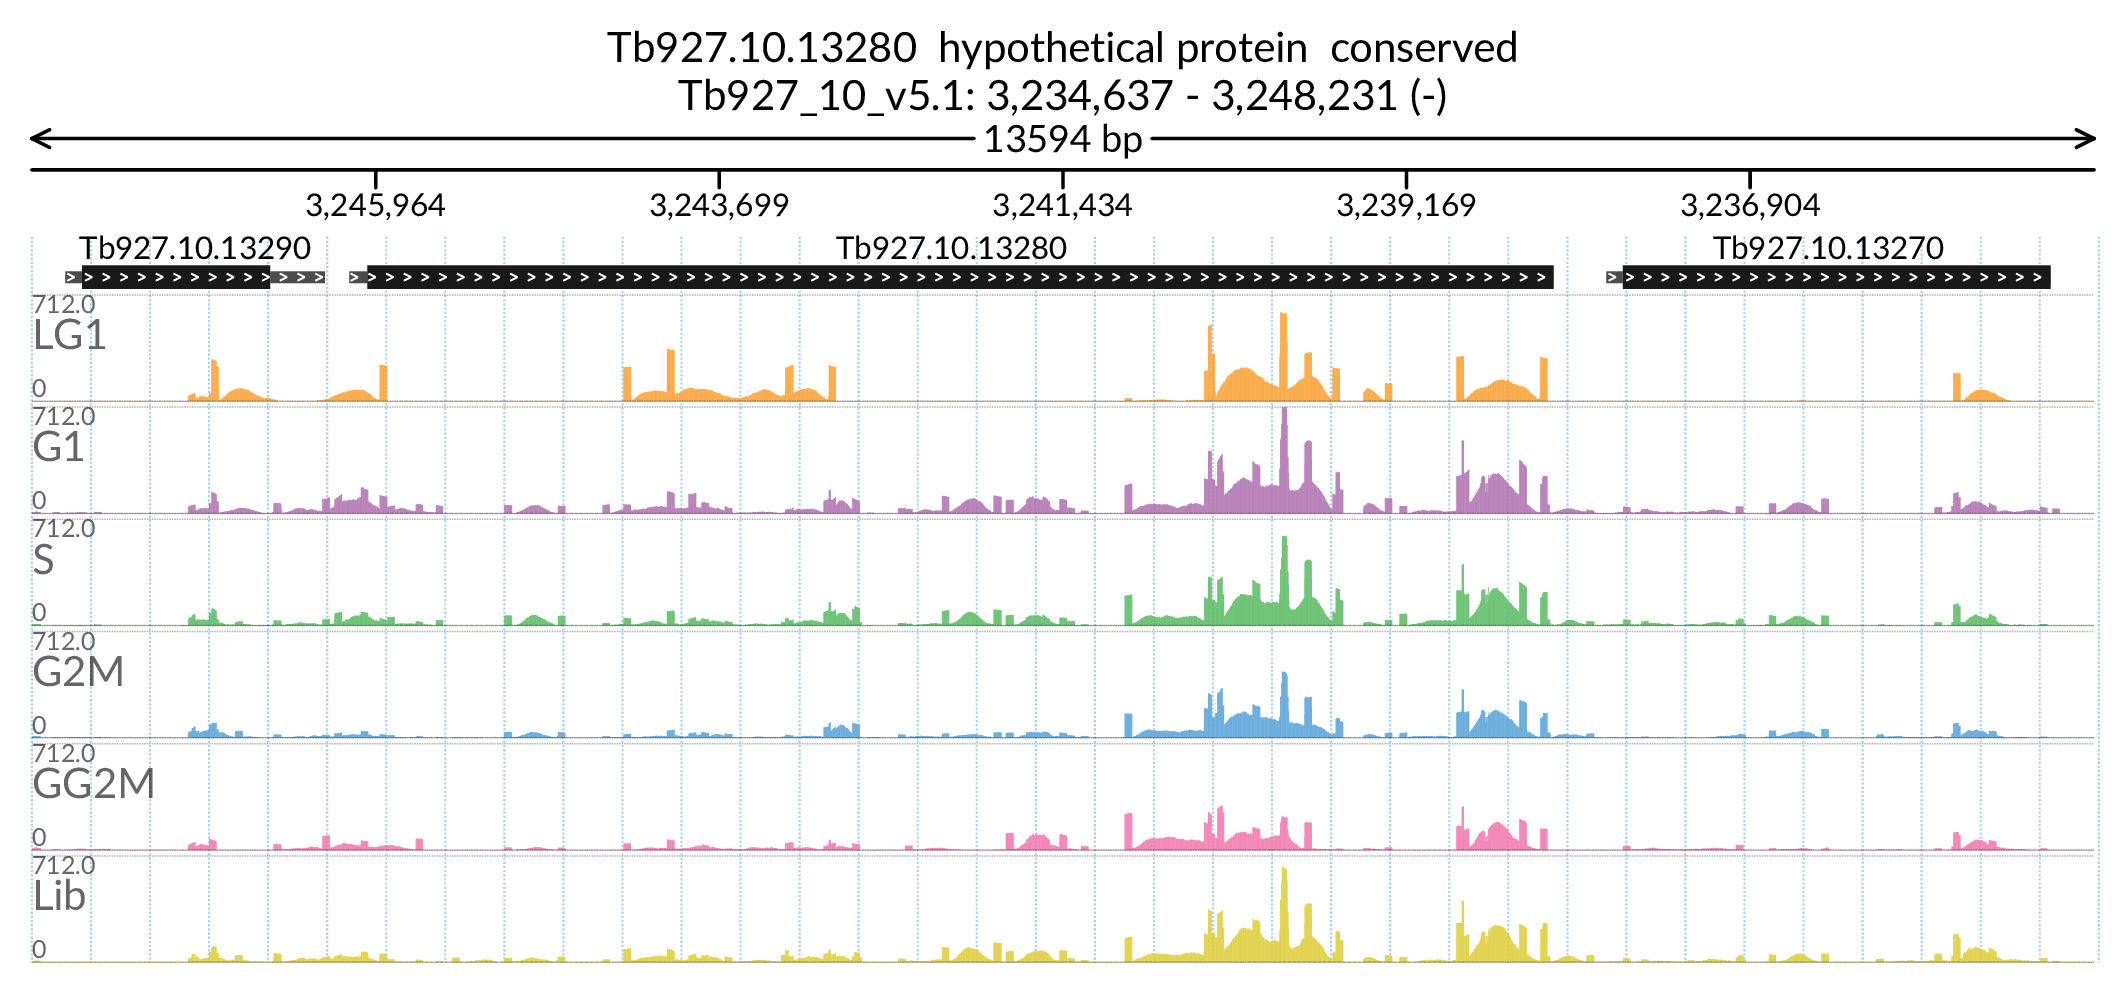 Tb927.10.13280  hypothetical protein  conserved
Tb927_10_v5.1: 3,234,637 - 3,248,231 (-)
13594 bp
3,245,964 3,243,699 3,241,434 3,239,169 3,236,904
Tb927.10.13290 Tb927.10.13280 Tb927.10.13270
712.0
LG1
0
712.0
G1
0
712.0
S
0
712.0
G2M
0
712.0
GG2M
0
712.0
Lib
0